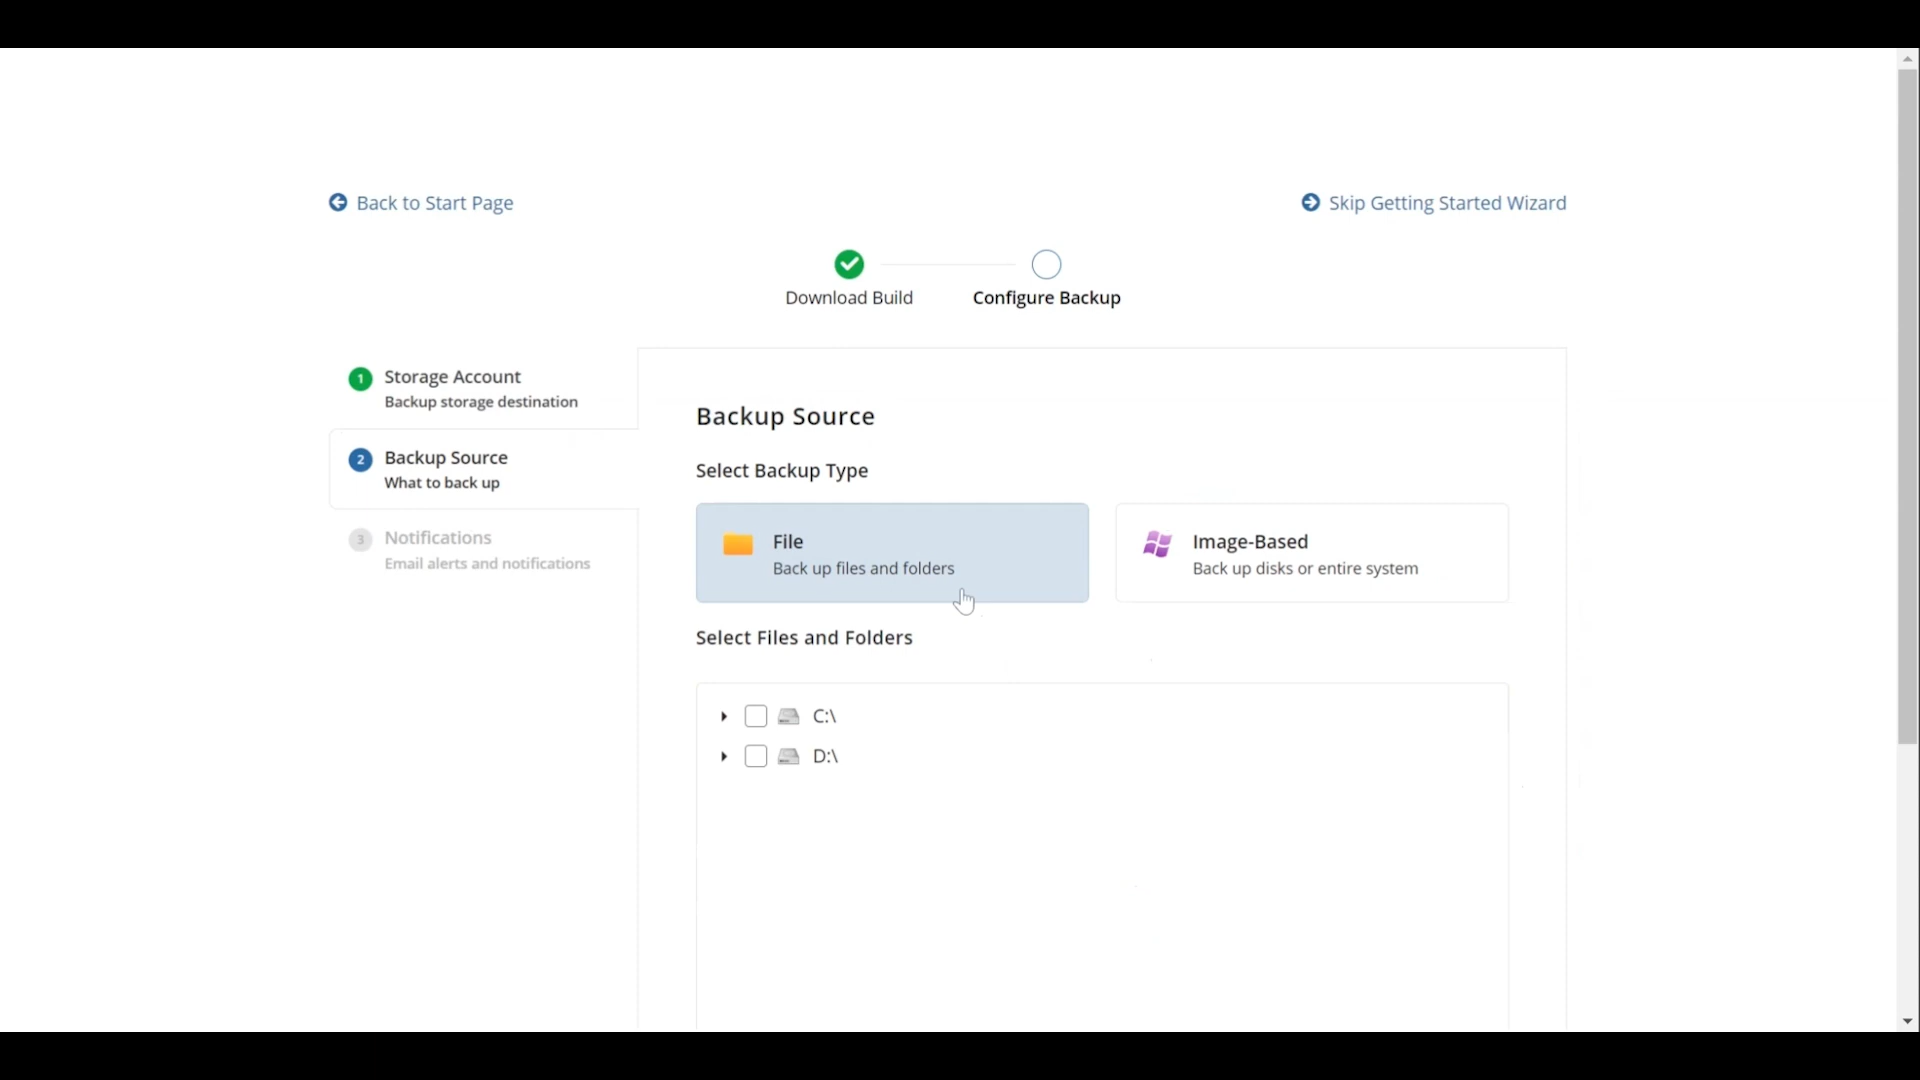 Back to Start Page
Skip Getting Started Wizard
Download Build
Configure Backup
1 Storage Account
Backup storage destination
2 Backup Source
What to back up
3 Notifications
Email alerts and notifications
Backup Source
Select Backup Type
File
Back up files and folders
Image-Based
Back up disks or entire system
Select Files and Folders
C:\
D:\